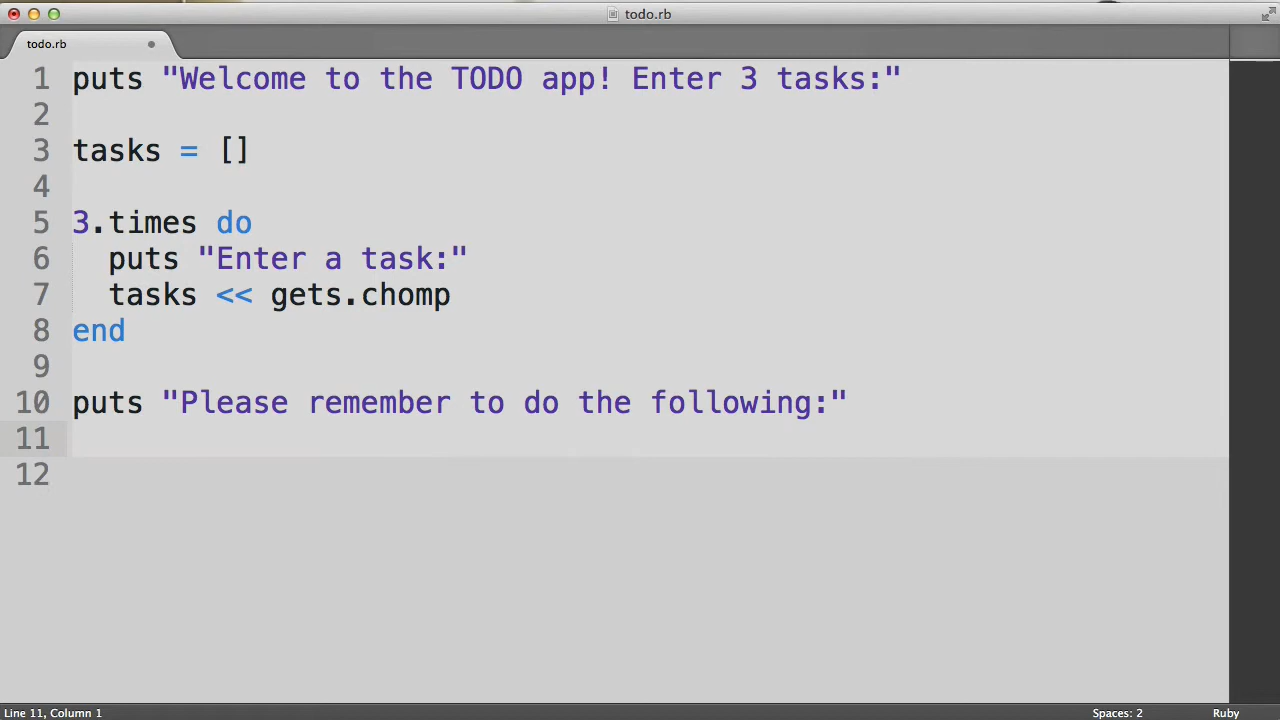 todo.rb
todo.rb
1 puts "Welcome to the TODO app! Enter 3 tasks:"
2
3 tasks = []
4
5 3.times do
6   puts "Enter a task:"
7   tasks << gets.chomp
8 end
9
10 puts "Please remember to do the following:"
11
12
Line 11, Column 1 Spaces: 2 Ruby